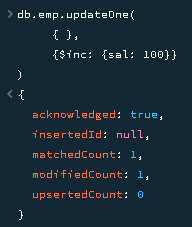 > db.emp.updateOne(
{ },
{$inc: {sal: 100}}
)
< {
acknowledged: true,
insertedId: null,
matchedCount: 1,
modifiedCount: 1,
upsertedCount: 0
}